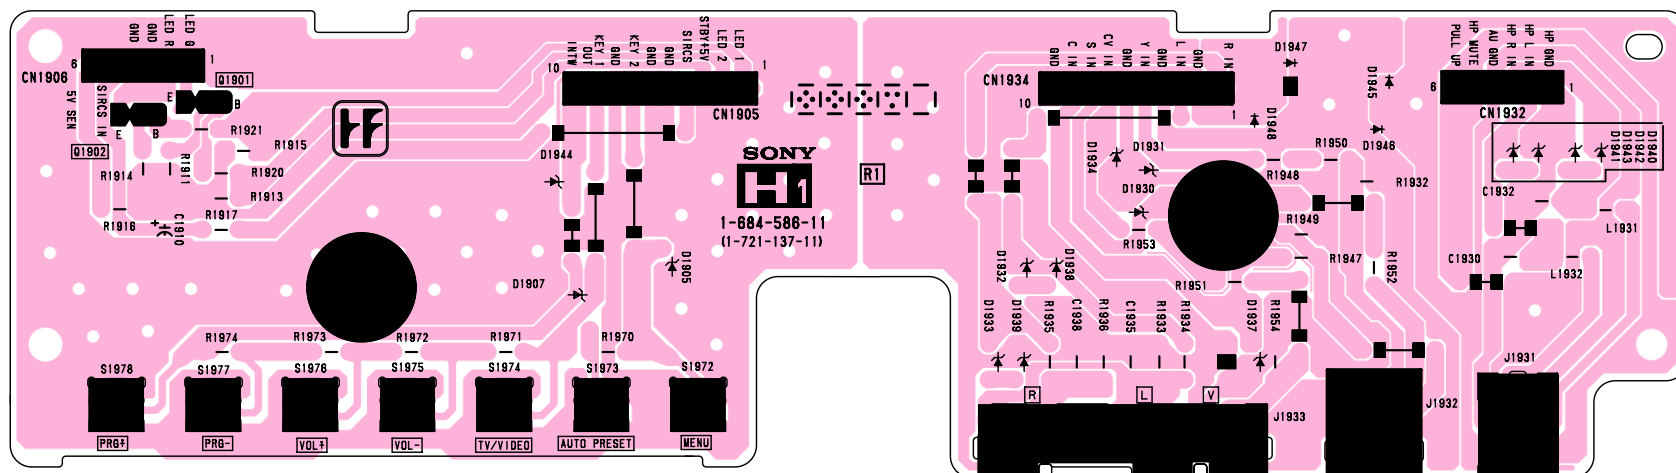 GND
GND
LED R
LED G
CN1906
6
1
Q1901
5V SEN
SIRCS IN
E
B
E
B
Q1902
R1921
R1915
R1914
R1911
R1920
R1913
R1917
R1916
C1910
+
INTW
OUT
KEY 1
GND
KEY 2
GND
GND
SIRCS
STBY+5V
LED 2
LED 1
10
1
CN1905
D1944
D1905
D1907
SONY
H1
1-684-586-11
(1-721-137-11)
R1
R1974
R1973
R1972
R1971
R1970
S1978
S1977
S1976
S1975
S1974
S1973
S1972
PRG+
PRG-
VOL+
VOL-
TV/VIDEO
AUTO PRESET
MENU
GND
C IN
S IN
CV IN
GND
Y IN
GND
L IN
GND
R IN
CN1934
10
1
D1947
D1948
D1945
D1946
D1934
D1931
D1930
R1953
R1950
R1948
R1932
R1949
R1947
R1952
R1951
D1932
D1938
D1933
D1939
R1935
C1938
R1936
C1935
R1933
R1934
D1937
R1954
R
L
V
J1933
J1932
J1931
PULL UP
HP MUTE
AU GND
HP R IN
HP L IN
HP GND
6
1
CN1932
D1941
D1943
D1942
D1940
C1932
L1931
C1930
L1932